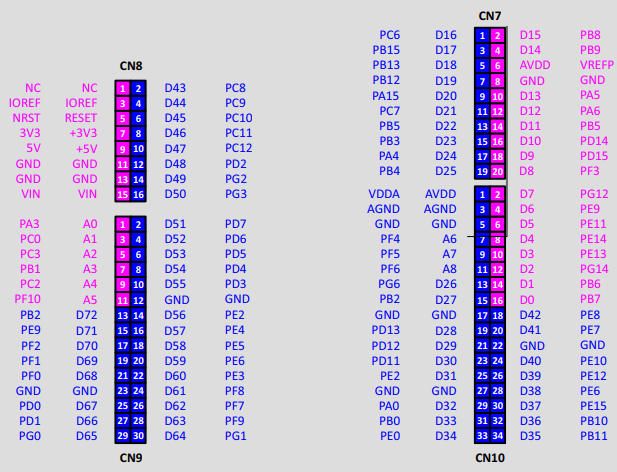 CN8
NC NC 1 2 D43 PC8
IOREF IOREF 3 4 D44 PC9
NRST RESET 5 6 D45 PC10
3V3 +3V3 7 8 D46 PC11
5V +5V 9 10 D47 PC12
GND GND 11 12 D48 PD2
GND GND 13 14 D49 PG2
VIN VIN 15 16 D50 PG3
PA3 A0 1 2 D51 PD7
PC0 A1 3 4 D52 PD6
PC3 A2 5 6 D53 PD5
PB1 A3 7 8 D54 PD4
PC2 A4 9 10 D55 PD3
PF10 A5 11 12 GND GND
PB2 D72 13 14 D56 PE2
PE9 D71 15 16 D57 PE4
PF2 D70 17 18 D58 PE5
PF1 D69 19 20 D59 PE6
PF0 D68 21 22 D60 PE3
GND GND 23 24 D61 PF8
PD0 D67 25 26 D62 PF7
PD1 D66 27 28 D63 PF9
PG0 D65 29 30 D64 PG1
CN9
CN7
PC6 D16 1 2 D15 PB8
PB15 D17 3 4 D14 PB9
PB13 D18 5 6 AVDD VREFP
PB12 D19 7 8 GND GND
PA15 D20 9 10 D13 PA5
PC7 D21 11 12 D12 PA6
PB5 D22 13 14 D11 PB5
PB3 D23 15 16 D10 PD14
PA4 D24 17 18 D9 PD15
PB4 D25 19 20 D8 PF3
VDDA AVDD 1 2 D7 PG12
AGND AGND 3 4 D6 PE9
GND GND 5 6 D5 PE11
PF4 A6 7 8 D4 PE14
PF5 A7 9 10 D3 PE13
PF6 A8 11 12 D2 PG14
PG6 D26 13 14 D1 PB6
PB2 D27 15 16 D0 PB7
GND GND 17 18 D42 PE8
PD13 D28 19 20 D41 PE7
PD12 D29 21 22 GND GND
PD11 D30 23 24 D40 PE10
PE2 D31 25 26 D39 PE12
GND GND 27 28 D38 PE6
PA0 D32 29 30 D37 PE15
PB0 D33 31 32 D36 PB10
PE0 D34 33 34 D35 PB11
CN10